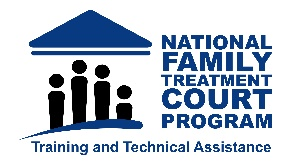 NATIONAL
FAMILY
TREATMENT
COURT
PROGRAM
Training and Technical Assistance